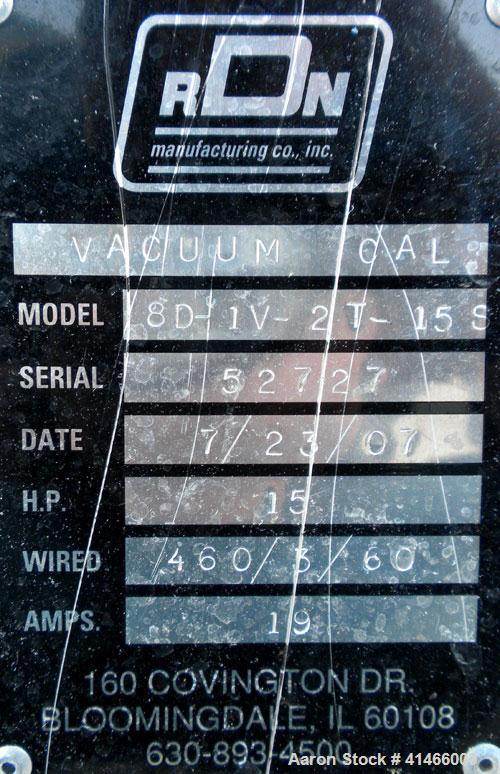 RDN
manufacturing co., inc.
VACUUM CAL
MODEL 8D-1V-2T-15S
SERIAL 52727
DATE 7/23/07
H.P. 15
WIRED 460/3/60
AMPS. 19
160 COVINGTON DR.
BLOOMINGDALE, IL 60108
630-893-4500
Aaron Stock #